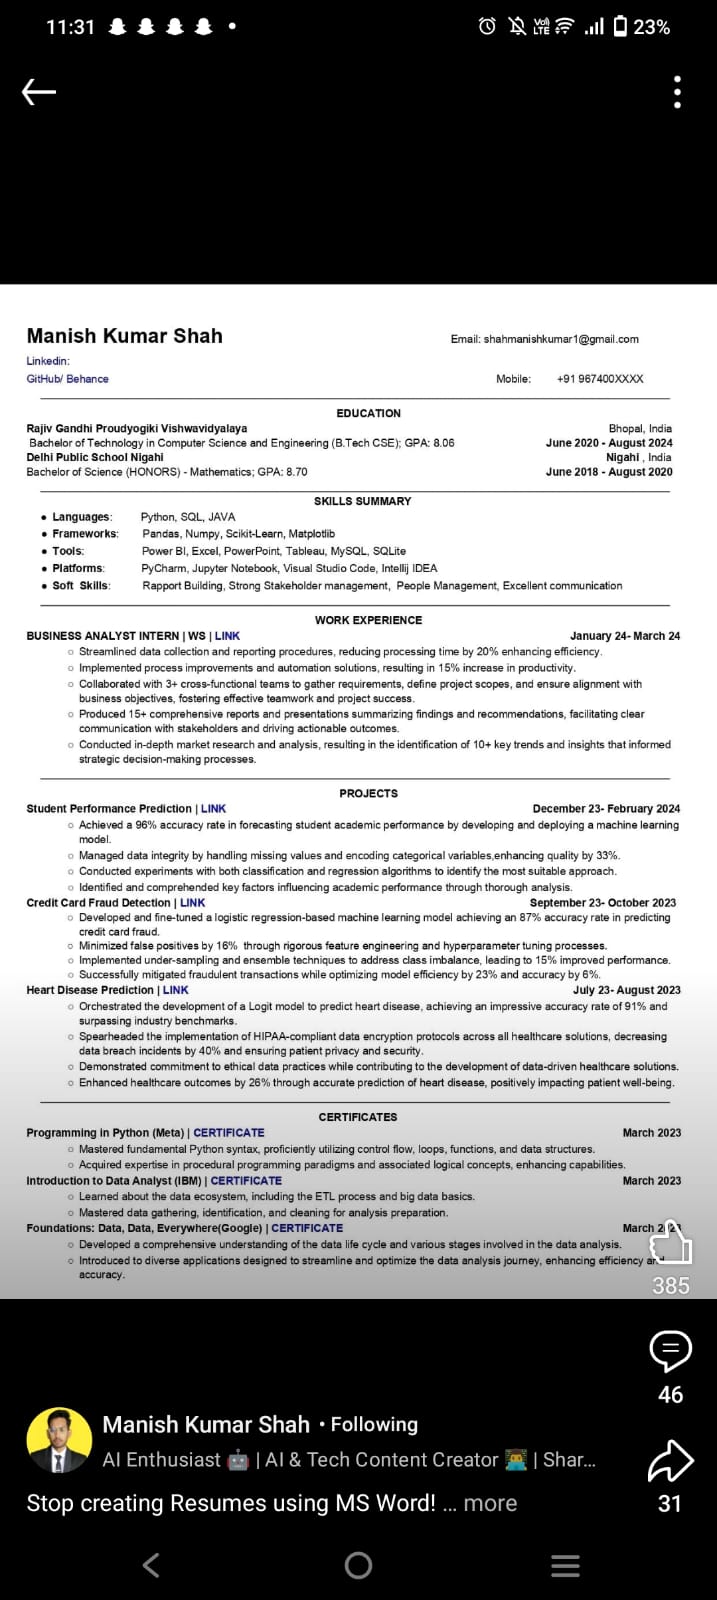 11:31
VoD LTE 23%
Manish Kumar Shah
Email: shahmanishkumar1@gmail.com
Linkedin:
GitHub/ Behance
Mobile: +91 967400XXXX
EDUCATION
Rajiv Gandhi Proudyogiki Vishwavidyalaya Bhopal, India
Bachelor of Technology in Computer Science and Engineering (B.Tech CSE); GPA: 8.06 June 2020 - August 2024
Delhi Public School Nigahi Nigahi , India
Bachelor of Science (HONORS) - Mathematics; GPA: 8.70 June 2018 - August 2020
SKILLS SUMMARY
• Languages: Python, SQL, JAVA
• Frameworks: Pandas, Numpy, Scikit-Learn, Matplotlib
• Tools: Power BI, Excel, PowerPoint, Tableau, MySQL, SQLite
• Platforms: PyCharm, Jupyter Notebook, Visual Studio Code, Intellij IDEA
• Soft Skills: Rapport Building, Strong Stakeholder management, People Management, Excellent communication
WORK EXPERIENCE
BUSINESS ANALYST INTERN | WS | LINK January 24- March 24
○ Streamlined data collection and reporting procedures, reducing processing time by 20% enhancing efficiency.
○ Implemented process improvements and automation solutions, resulting in 15% increase in productivity.
○ Collaborated with 3+ cross-functional teams to gather requirements, define project scopes, and ensure alignment with
business objectives, fostering effective teamwork and project success.
○ Produced 15+ comprehensive reports and presentations summarizing findings and recommendations, facilitating clear
communication with stakeholders and driving actionable outcomes.
○ Conducted in-depth market research and analysis, resulting in the identification of 10+ key trends and insights that informed
strategic decision-making processes.
PROJECTS
Student Performance Prediction | LINK December 23- February 2024
○ Achieved a 96% accuracy rate in forecasting student academic performance by developing and deploying a machine learning
model.
○ Managed data integrity by handling missing values and encoding categorical variables,enhancing quality by 33%.
○ Conducted experiments with both classification and regression algorithms to identify the most suitable approach.
○ Identified and comprehended key factors influencing academic performance through thorough analysis.
Credit Card Fraud Detection | LINK September 23- October 2023
○ Developed and fine-tuned a logistic regression-based machine learning model achieving an 87% accuracy rate in predicting
credit card fraud.
○ Minimized false positives by 16% through rigorous feature engineering and hyperparameter tuning processes.
○ Implemented under-sampling and ensemble techniques to address class imbalance, leading to 15% improved performance.
○ Successfully mitigated fraudulent transactions while optimizing model efficiency by 23% and accuracy by 6%.
Heart Disease Prediction | LINK July 23- August 2023
○ Orchestrated the development of a Logit model to predict heart disease, achieving an impressive accuracy rate of 91% and
surpassing industry benchmarks.
○ Spearheaded the implementation of HIPAA-compliant data encryption protocols across all healthcare solutions, decreasing
data breach incidents by 40% and ensuring patient privacy and security.
○ Demonstrated commitment to ethical data practices while contributing to the development of data-driven healthcare solutions.
○ Enhanced healthcare outcomes by 26% through accurate prediction of heart disease, positively impacting patient well-being.
CERTIFICATES
Programming in Python (Meta) | CERTIFICATE March 2023
○ Mastered fundamental Python syntax, proficiently utilizing control flow, loops, functions, and data structures.
○ Acquired expertise in procedural programming paradigms and associated logical concepts, enhancing capabilities.
Introduction to Data Analyst (IBM) | CERTIFICATE March 2023
○ Learned about the data ecosystem, including the ETL process and big data basics.
○ Mastered data gathering, identification, and cleaning for analysis preparation.
Foundations: Data, Data, Everywhere(Google) | CERTIFICATE March 2023
○ Developed a comprehensive understanding of the data life cycle and various stages involved in the data analysis.
○ Introduced to diverse applications designed to streamline and optimize the data analysis journey, enhancing efficiency and
accuracy.
385
46
Manish Kumar Shah • Following
AI Enthusiast 🤖 | AI & Tech Content Creator 👨‍💻 | Shar...
31
Stop creating Resumes using MS Word! ... more